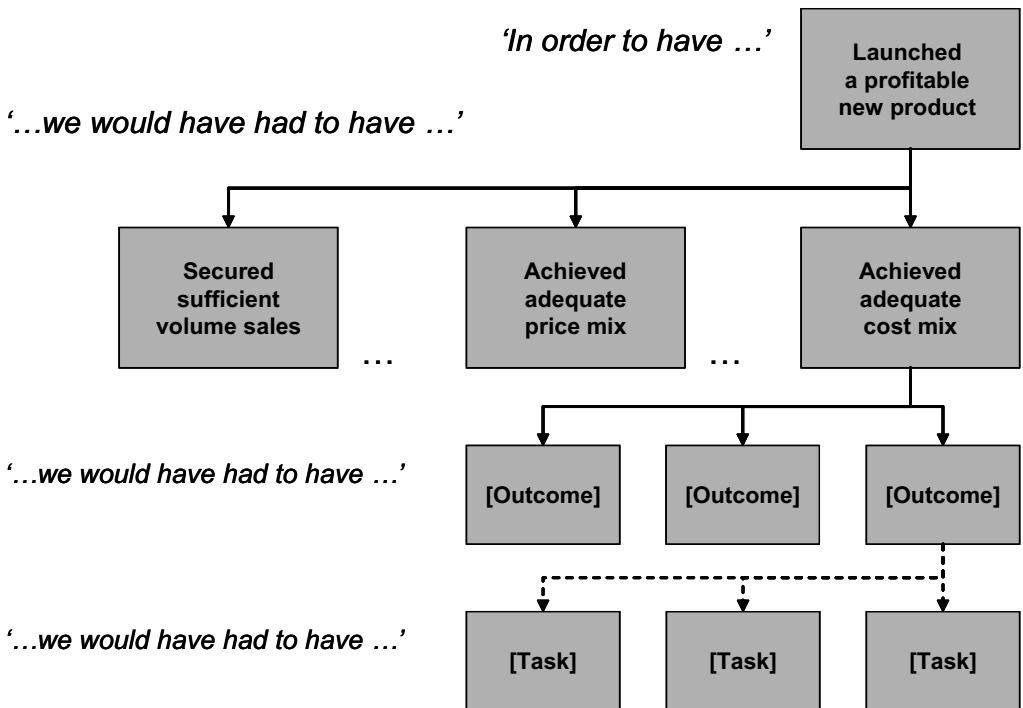 ‘In order to have …’
Launched
a profitable
new product
‘…we would have had to have …’
Secured
sufficient
volume sales
…
Achieved
adequate
price mix
…
Achieved
adequate
cost mix
‘…we would have had to have …’
[Outcome]
[Outcome]
[Outcome]
‘…we would have had to have …’
[Task]
[Task]
[Task]